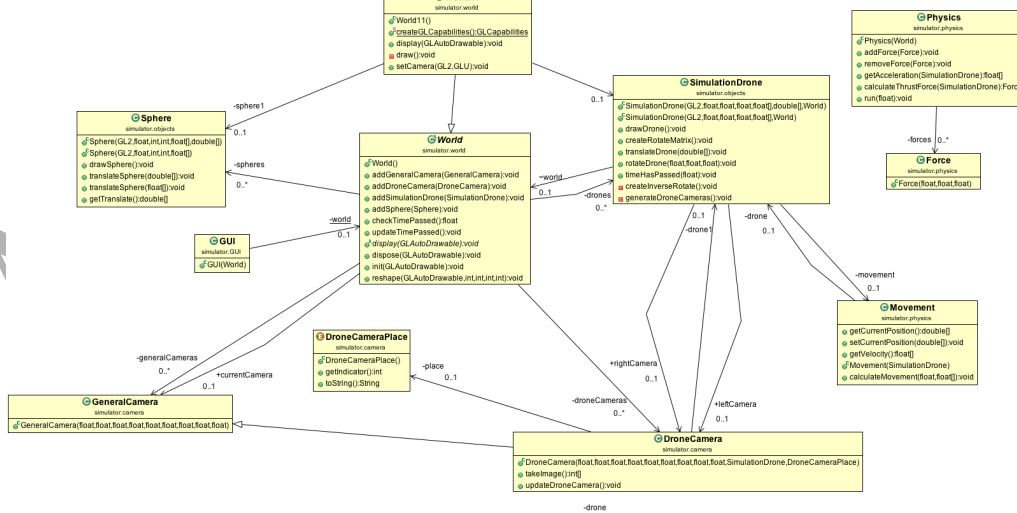 simulator.world
World11()
createGLCapabilities():GLCapabilities
display(GLAutoDrawable):void
draw():void
setCamera(GL2,GLU):void
Physics
simulator.physics
Physics(World)
addForce(Force):void
removeForce(Force):void
getAcceleration(SimulationDrone):float[]
calculateThrustForce(SimulationDrone):Forc
run(float):void
SimulationDrone
simulator.objects
SimulationDrone(GL2,float,float,float,float[],double[],World)
SimulationDrone(GL2,float,float,float,float[],World)
drawDrone():void
createRotateMatrix():void
translateDrone(double[]):void
rotateDrone(float,float,float):void
timeHasPassed(float):void
createInverseRotate():void
generateDroneCameras():void
-sphere1
0..1
0..1
Sphere
simulator.objects
Sphere(GL2,float,int,int,float[],double[])
Sphere(GL2,float,int,int,float[])
drawSphere():void
translateSphere(double[]):void
translateSphere(float[]):void
getTranslate():double[]
-spheres
0..*
World
simulator.world
World()
addGeneralCamera(GeneralCamera):void
addDroneCamera(DroneCamera):void
addSimulationDrone(SimulationDrone):void
addSphere(Sphere):void
checkTimePassed():float
updateTimePassed():void
display(GLAutoDrawable):void
dispose(GLAutoDrawable):void
init(GLAutoDrawable):void
reshape(GLAutoDrawable,int,int,int,int):void
-forces 0..*
Force
simulator.physics
Force(float,float,float)
~world
0..1
-drones
0..*
GUI
simulator.GUI
GUI(World)
-world
0..1
0..1
-drone1
-drone
0..1
-movement
0..1
Movement
simulator.physics
getCurrentPosition():double[]
setCurrentPosition(double[]):void
getVelocity():float[]
Movement(SimulationDrone)
calculateMovement(float,float[]):void
DroneCameraPlace
simulator.camera
DroneCameraPlace()
getIndicator():int
toString():String
-generalCameras
0..*
+currentCamera
0..1
-place
0..1
+rightCamera
0..1
-droneCameras
0..*
+leftCamera
0..1
GeneralCamera
simulator.camera
GeneralCamera(float,float,float,float,float,float,float,float,float)
DroneCamera
simulator.camera
DroneCamera(float,float,float,float,float,float,float,float,float,SimulationDrone,DroneCameraPlace)
takeImage():int[]
updateDroneCamera():void
-drone